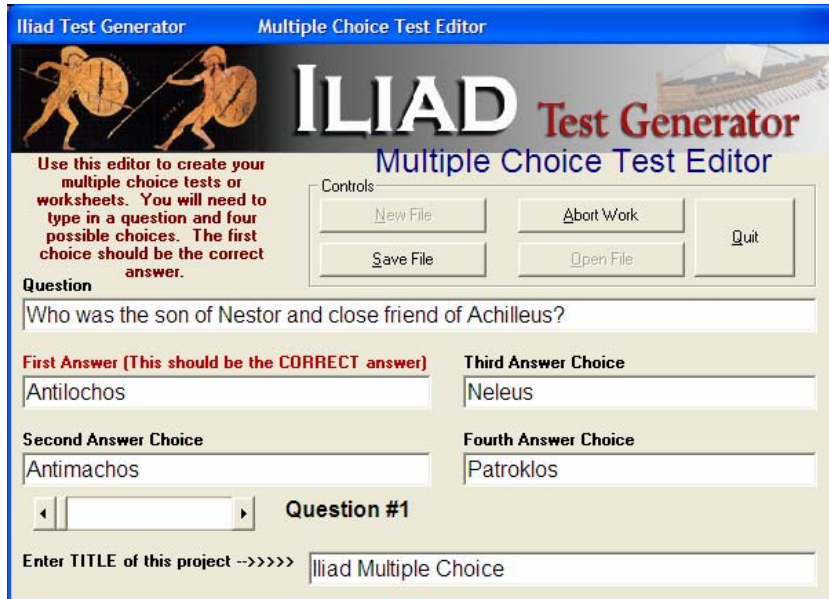 Iliad Test Generator Multiple Choice Test Editor
ILIAD Test Generator
Multiple Choice Test Editor
Use this editor to create your
multiple choice tests or
worksheets. You will need to
type in a question and four
possible choices. The first
choice should be the correct
answer.
Controls
New File
Abort Work
Quit
Save File
Open File
Question
Who was the son of Nestor and close friend of Achilleus?
First Answer (This should be the CORRECT answer)
Antilochos
Third Answer Choice
Neleus
Second Answer Choice
Antimachos
Fourth Answer Choice
Patroklos
Question #1
Enter TITLE of this project -->>>>>
Iliad Multiple Choice